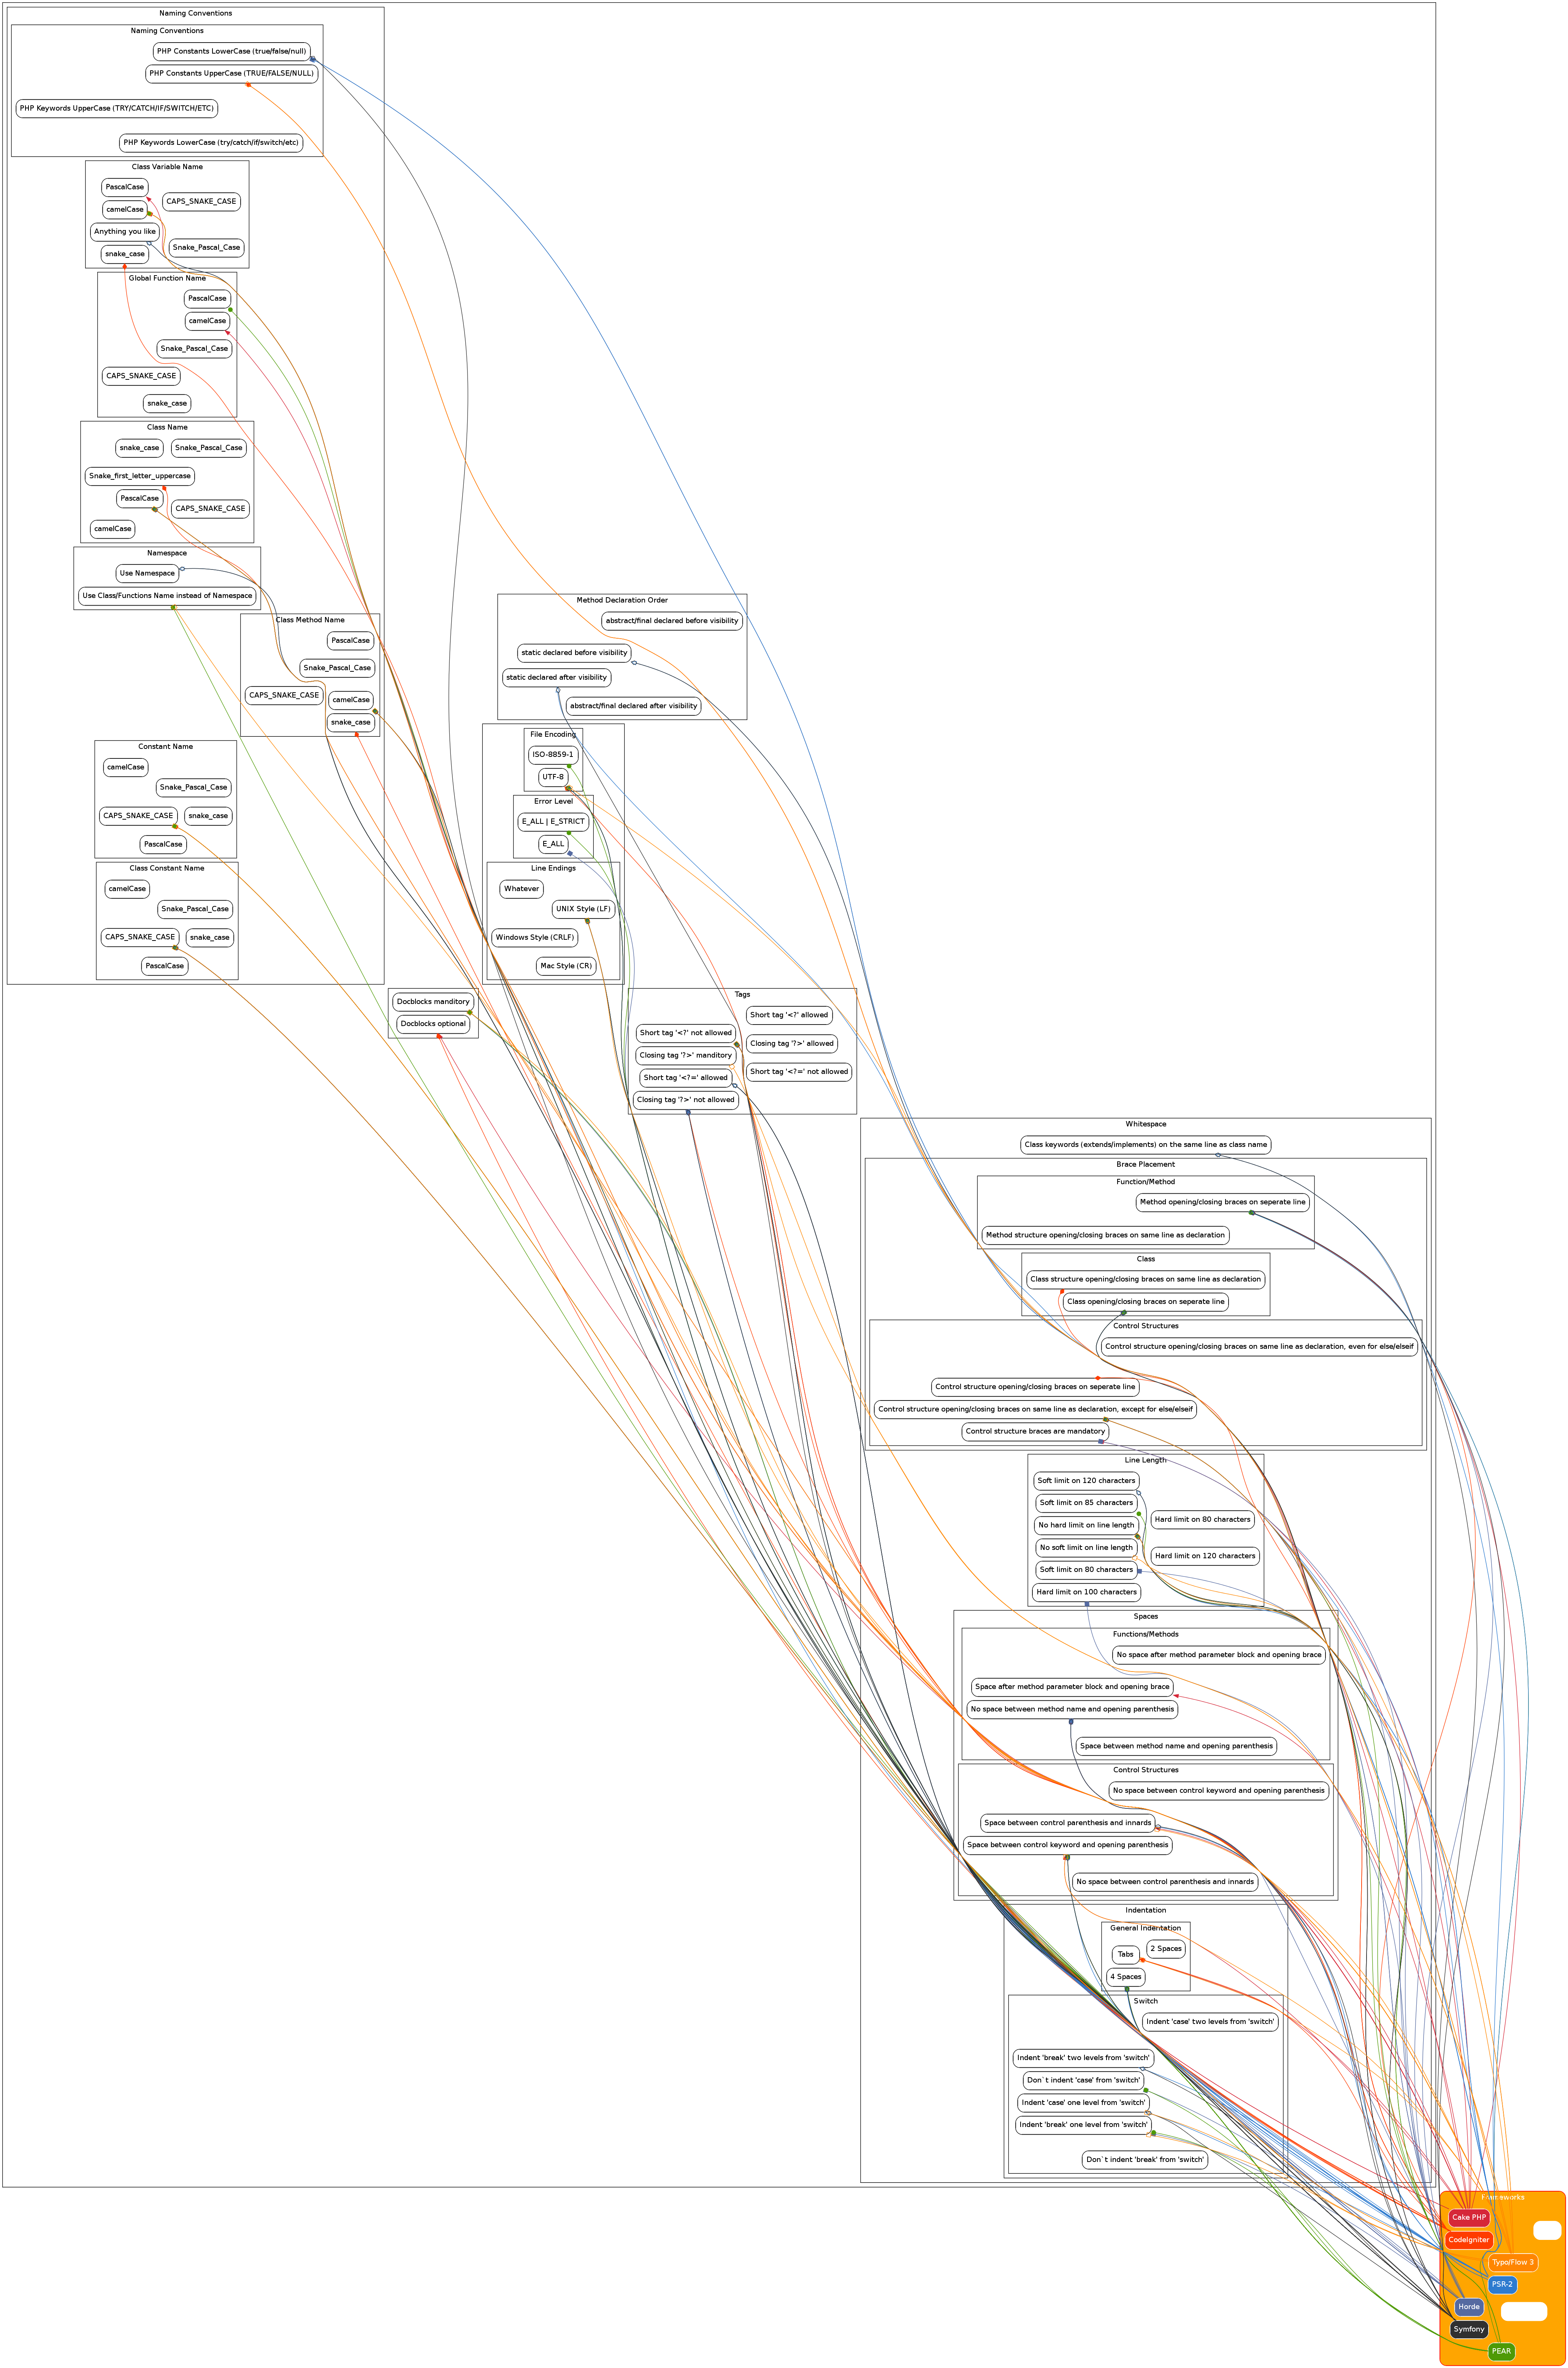 Naming Conventions
Naming Conventions
PHP Constants LowerCase (true/false/null)
PHP Constants UpperCase (TRUE/FALSE/NULL)
PHP Keywords UpperCase (TRY/CATCH/IF/SWITCH/ETC)
PHP Keywords LowerCase (try/catch/if/switch/etc)
Class Variable Name
PascalCase
CAPS_SNAKE_CASE
camelCase
Anything you like
Snake_Pascal_Case
snake_case
Global Function Name
PascalCase
camelCase
Snake_Pascal_Case
CAPS_SNAKE_CASE
snake_case
Class Name
snake_case
Snake_Pascal_Case
Snake_first_letter_uppercase
PascalCase
CAPS_SNAKE_CASE
camelCase
Namespace
Use Namespace
Use Class/Functions Name instead of Namespace
Class Method Name
PascalCase
Snake_Pascal_Case
CAPS_SNAKE_CASE
camelCase
snake_case
Constant Name
camelCase
Snake_Pascal_Case
CAPS_SNAKE_CASE
snake_case
PascalCase
Class Constant Name
camelCase
Snake_Pascal_Case
CAPS_SNAKE_CASE
snake_case
PascalCase
Method Declaration Order
abstract/final declared before visibility
static declared before visibility
static declared after visibility
abstract/final declared after visibility
File Encoding
ISO-8859-1
UTF-8
Error Level
E_ALL | E_STRICT
E_ALL
Line Endings
Whatever
UNIX Style (LF)
Windows Style (CRLF)
Mac Style (CR)
Docblocks manditory
Docblocks optional
Tags
Short tag '<?' allowed
Short tag '<?' not allowed
Closing tag '?>' allowed
Closing tag '?>' manditory
Short tag '<?=' not allowed
Short tag '<?=' allowed
Closing tag '?>' not allowed
Whitespace
Class keywords (extends/implements) on the same line as class name
Brace Placement
Function/Method
Method opening/closing braces on seperate line
Method structure opening/closing braces on same line as declaration
Class
Class structure opening/closing braces on same line as declaration
Class opening/closing braces on seperate line
Control Structures
Control structure opening/closing braces on same line as declaration, even for else/elseif
Control structure opening/closing braces on seperate line
Control structure opening/closing braces on same line as declaration, except for else/elseif
Control structure braces are mandatory
Line Length
Soft limit on 120 characters
Soft limit on 85 characters
Hard limit on 80 characters
No hard limit on line length
No soft limit on line length
Hard limit on 120 characters
Soft limit on 80 characters
Hard limit on 100 characters
Spaces
Functions/Methods
No space after method parameter block and opening brace
Space after method parameter block and opening brace
No space between method name and opening parenthesis
Space between method name and opening parenthesis
Control Structures
No space between control keyword and opening parenthesis
Space between control parenthesis and innards
Space between control keyword and opening parenthesis
No space between control parenthesis and innards
Indentation
General Indentation
2 Spaces
Tabs
4 Spaces
Switch
Indent 'case' two levels from 'switch'
Indent 'break' two levels from 'switch'
Don`t indent 'case' from 'switch'
Indent 'case' one level from 'switch'
Indent 'break' one level from 'switch'
Don`t indent 'break' from 'switch'
Frameworks
Cake PHP
CodeIgniter
Typo/Flow 3
PSR-2
Horde
Symfony
PEAR